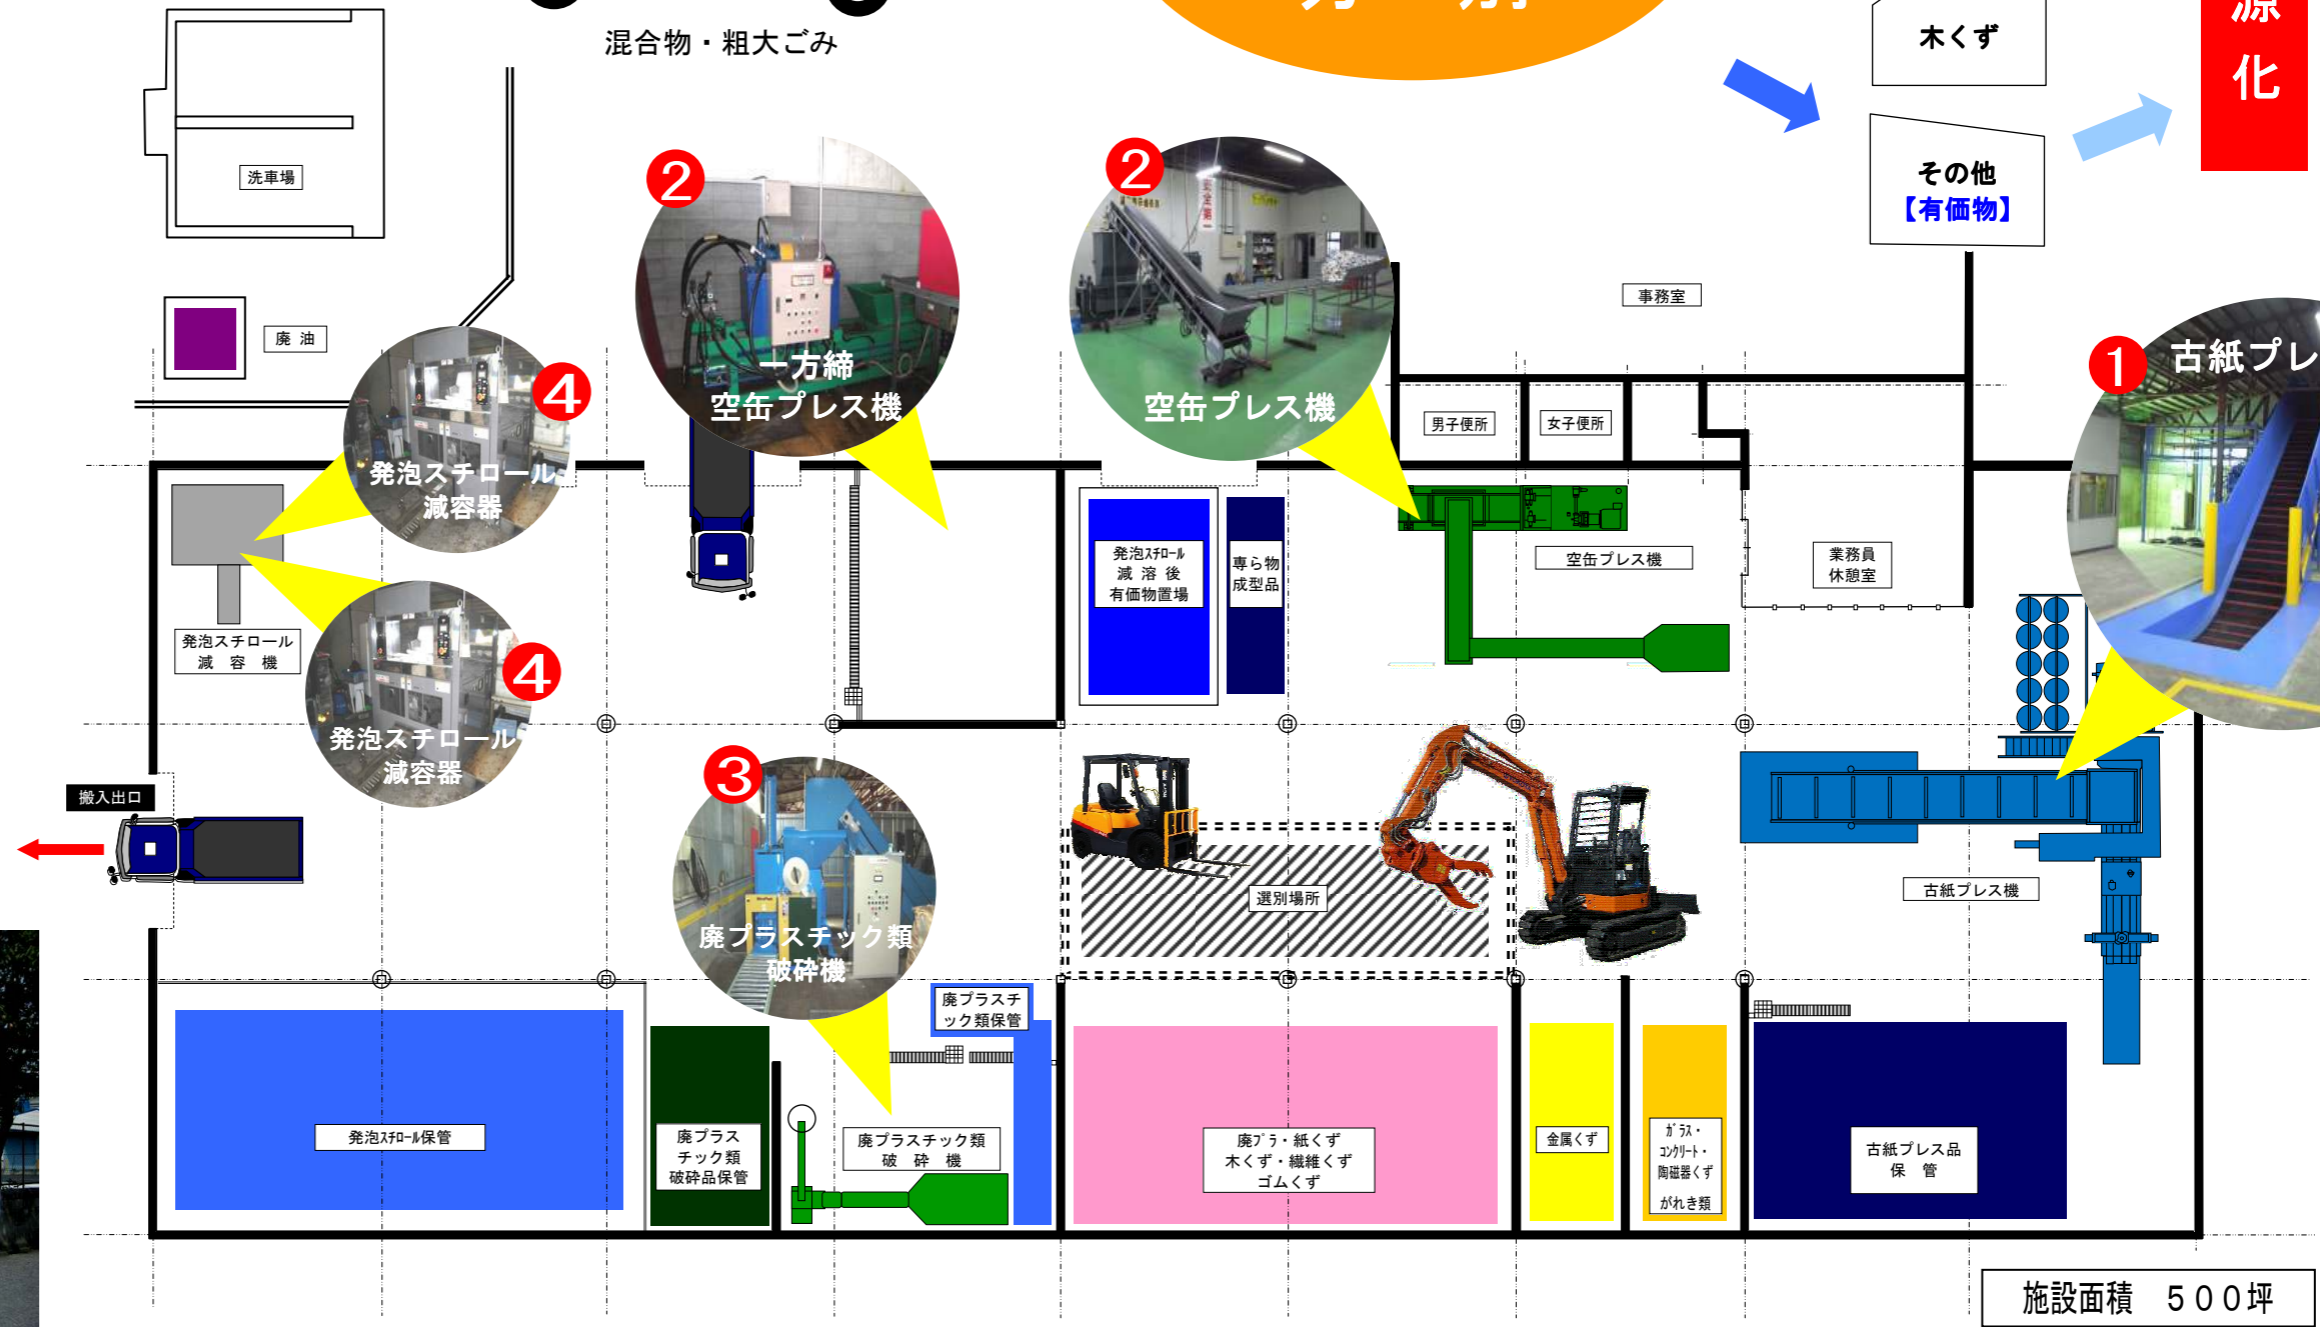 混合物・粗大ごみ
木くず
源
化
その他
【有価物】
洗車場
廃 油
②
一方締
空缶プレス機
②
空缶プレス機
事務室
男子便所
女子便所
①
古紙プレ
④
発泡スチロール
減容器
発泡スチロール
減 容 機
④
発泡スチロール
減容器
発泡ｽﾁﾛｰﾙ
減 溶 後
有価物置場
専ら物
成型品
空缶プレス機
業務員
休憩室
搬入出口
③
廃プラスチック類
破砕機
選別場所
古紙プレス機
廃プラスチ
ック類保管
発泡ｽﾁﾛｰﾙ保管
廃プラス
チック類
破砕品保管
廃プラスチック類
破 砕 機
廃ﾌﾟﾗ・紙くず
木くず・繊維くず
ゴムくず
金属くず
ｶﾞﾗｽ・
ｺﾝｸﾘｰﾄ・
陶磁器くず
がれき類
古紙プレス品
保 管
施設面積 ５００坪